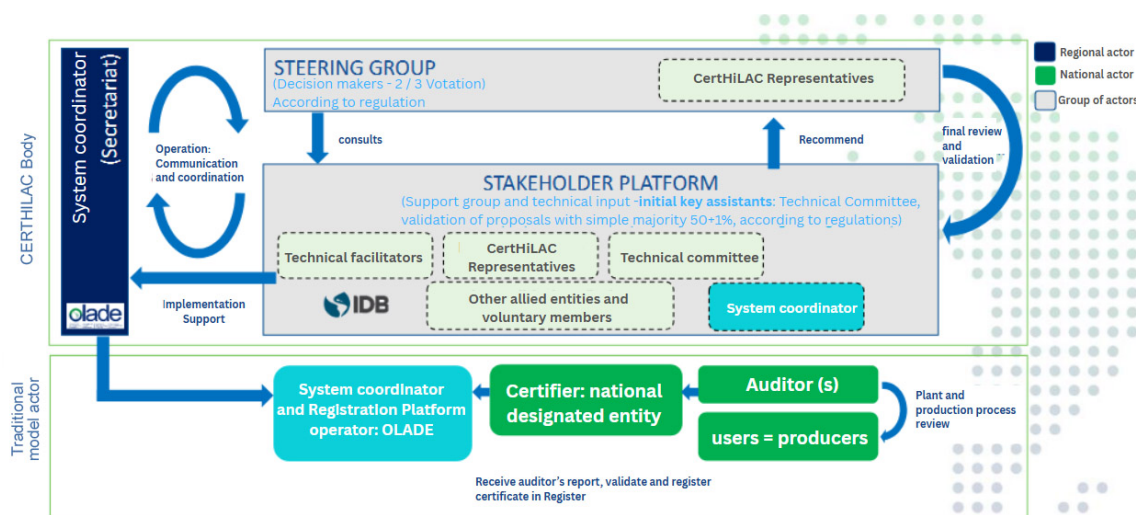 CERTHILAC Body
System coordinator
(Secretariat)
olade
Operation:
Communication
and coordination
STEERING GROUP
(Decision makers - 2 / 3 Votation)
According to regulation
CertHiLAC Representatives
consults
Recommend
final review
and
validation
Regional actor
National actor
Group of actors
STAKEHOLDER PLATFORM
(Support group and technical input -initial key assistants: Technical Committee,
validation of proposals with simple majority 50+1%, according to regulations)
Technical facilitators
CertHiLAC
Representatives
Technical committee
IDB
Other allied entities and
voluntary members
System coordinator
Implementation
Support
Traditional
model actor
System coordinator
and Registration Platform
operator: OLADE
Certifier: national
designated entity
Auditor (s)
users = producers
Plant and
production process
review
Receive auditor's report, validate and register
certificate in Register